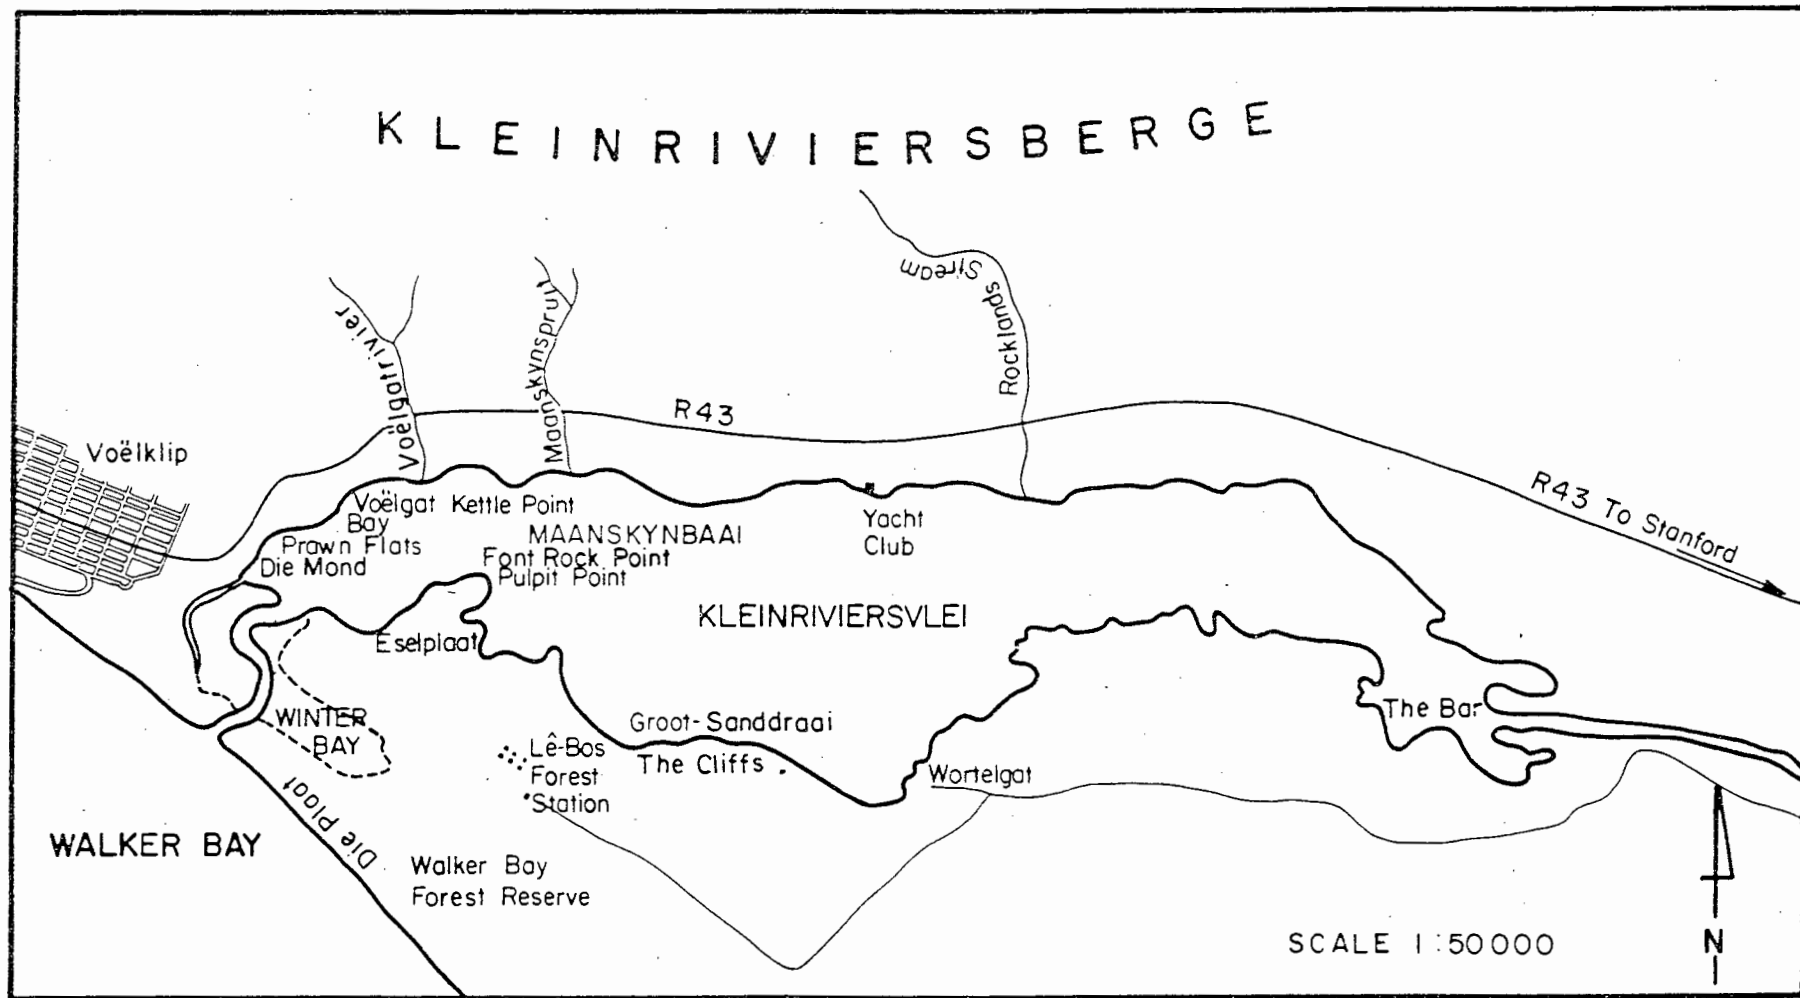 KLEINRIVIERSBERGE
Stream
Rocklands
Voëlgatrivier
Maanskynspruit
R43
Voëlklip
R43 To Stanford
Voëlgat
Bay
Kettle Point
Prawn Flats
Die Mond
MAANSKYNBAAI
Font Rock Point
Pulpit Point
Yacht
Club
KLEINRIVIERSVLEI
Eselplaat
WINTER
BAY
Groot-Sanddraai
The Cliffs
The Bar
Lê-Bos
Forest
Station
Wortelgat
Die Plaat
WALKER BAY
Walker Bay
Forest Reserve
SCALE 1:50000
N